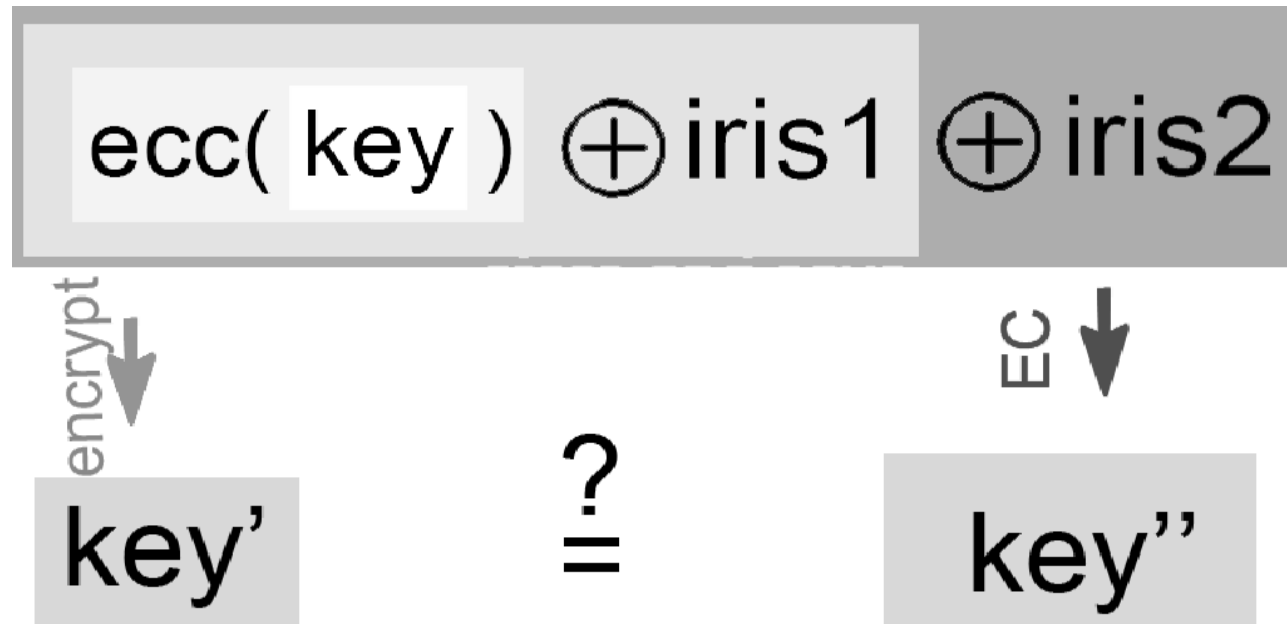 ecc( key ) ⊕ iris1 ⊕ iris2
encrypt
EC
?
=
key’
key’’